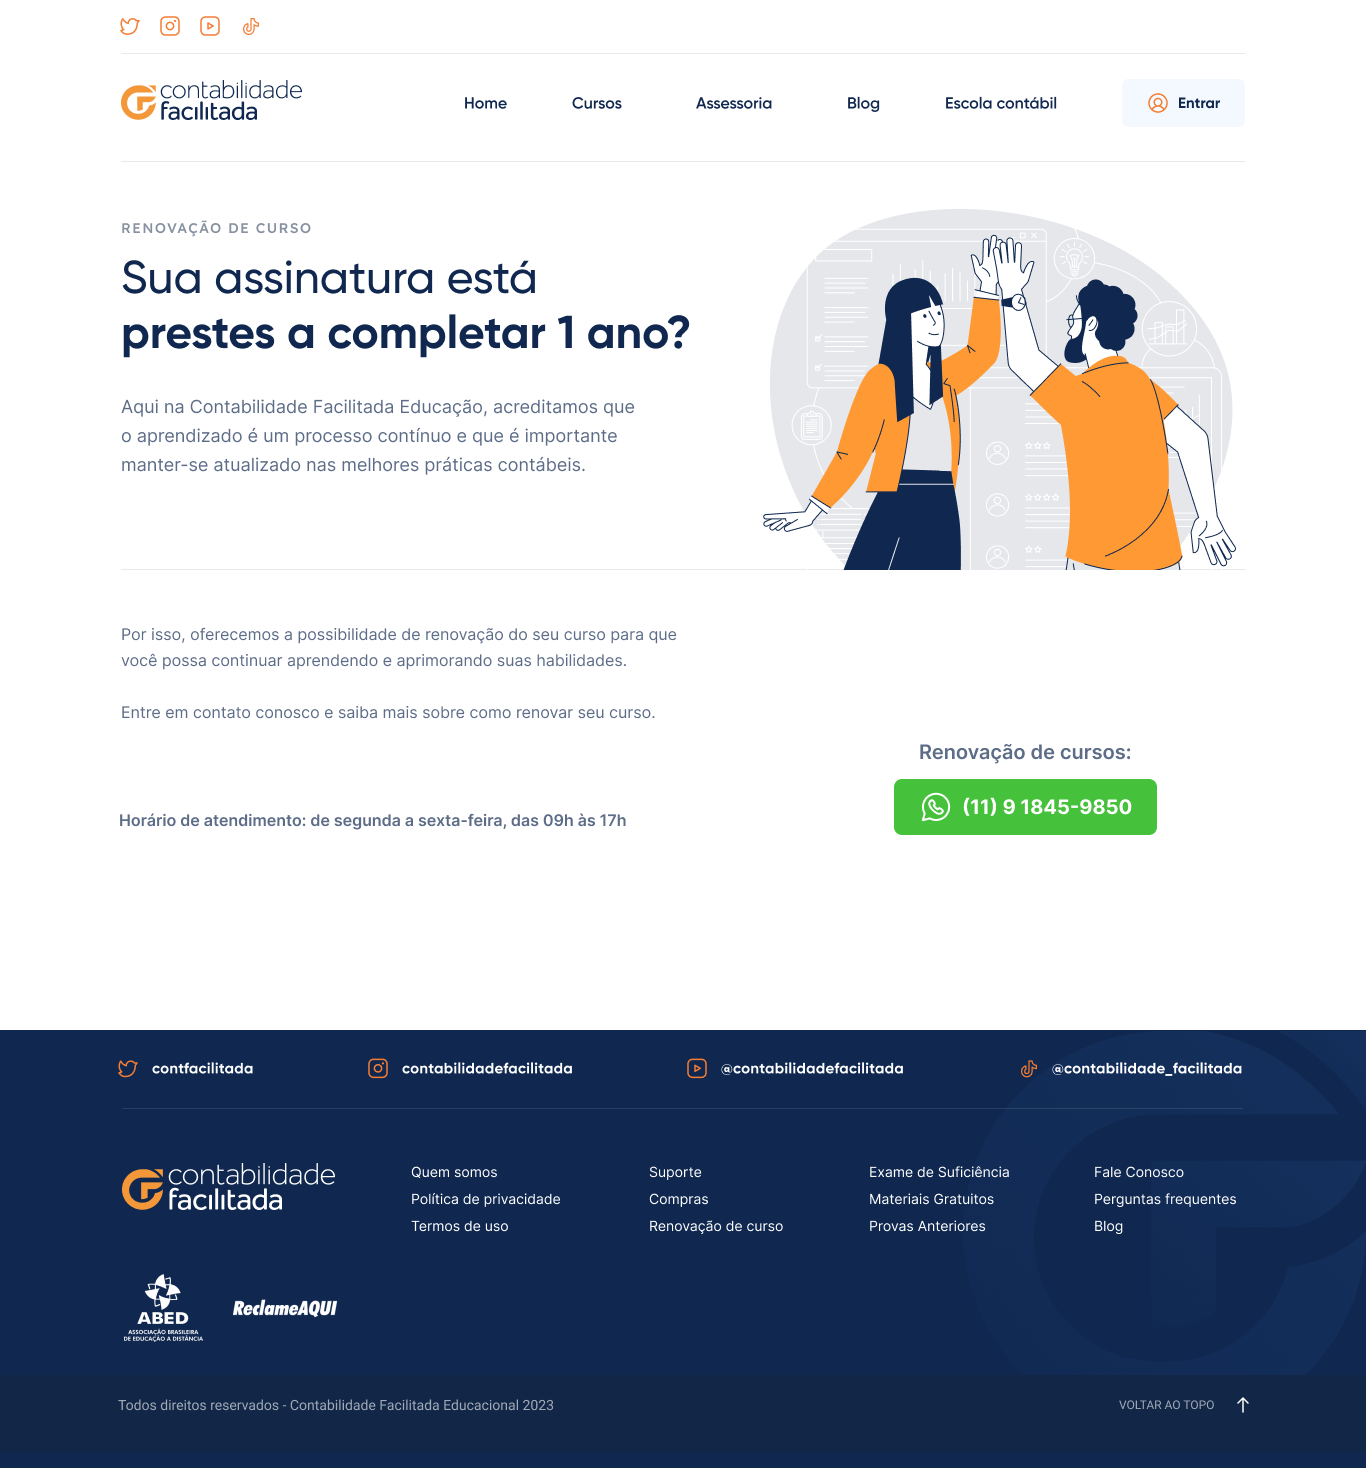 contabilidade
facilitada
Home
Cursos
Assessoria
Blog
Escola contábil
Entrar
RENOVAÇÃO DE CURSO
Sua assinatura está
prestes a completar 1 ano?
Aqui na Contabilidade Facilitada Educação, acreditamos que
o aprendizado é um processo contínuo e que é importante
manter-se atualizado nas melhores práticas contábeis.
Por isso, oferecemos a possibilidade de renovação do seu curso para que
você possa continuar aprendendo e aprimorando suas habilidades.
Entre em contato conosco e saiba mais sobre como renovar seu curso.
Horário de atendimento: de segunda a sexta-feira, das 09h às 17h
Renovação de cursos:
(11) 9 1845-9850
contfacilitada
contabilidadefacilitada
@contabilidadefacilitada
@contabilidade_facilitada
contabilidade
facilitada
Quem somos
Política de privacidade
Termos de uso
Suporte
Compras
Renovação de curso
Exame de Suficiência
Materiais Gratuitos
Provas Anteriores
Fale Conosco
Perguntas frequentes
Blog
ABED
ASSOCIAÇÃO BRASILEIRA
DE EDUCAÇÃO A DISTÂNCIA
ReclameAQUI
Todos direitos reservados - Contabilidade Facilitada Educacional 2023
VOLTAR AO TOPO